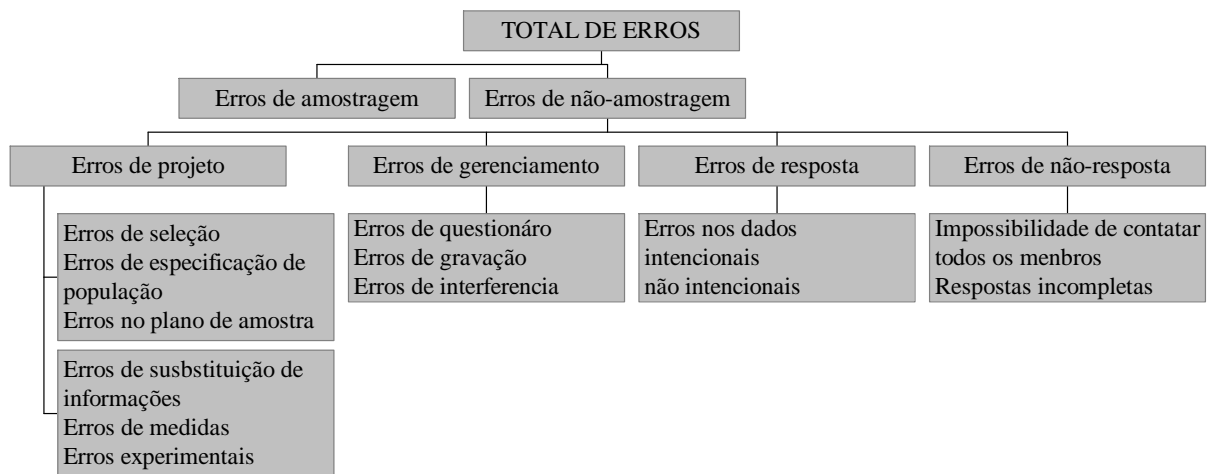 TOTAL DE ERROS
Erros de amostragem
Erros de não-amostragem
Erros de projeto
Erros de gerenciamento
Erros de resposta
Erros de não-resposta
Erros de seleção
Erros de especificação de
população
Erros no plano de amostra
Erros de susbstituição de
informações
Erros de medidas
Erros experimentais
Erros de questionáro
Erros de gravação
Erros de interferencia
Erros nos dados
intencionais
não intencionais
Impossibilidade de contatar
todos os menbros
Respostas incompletas